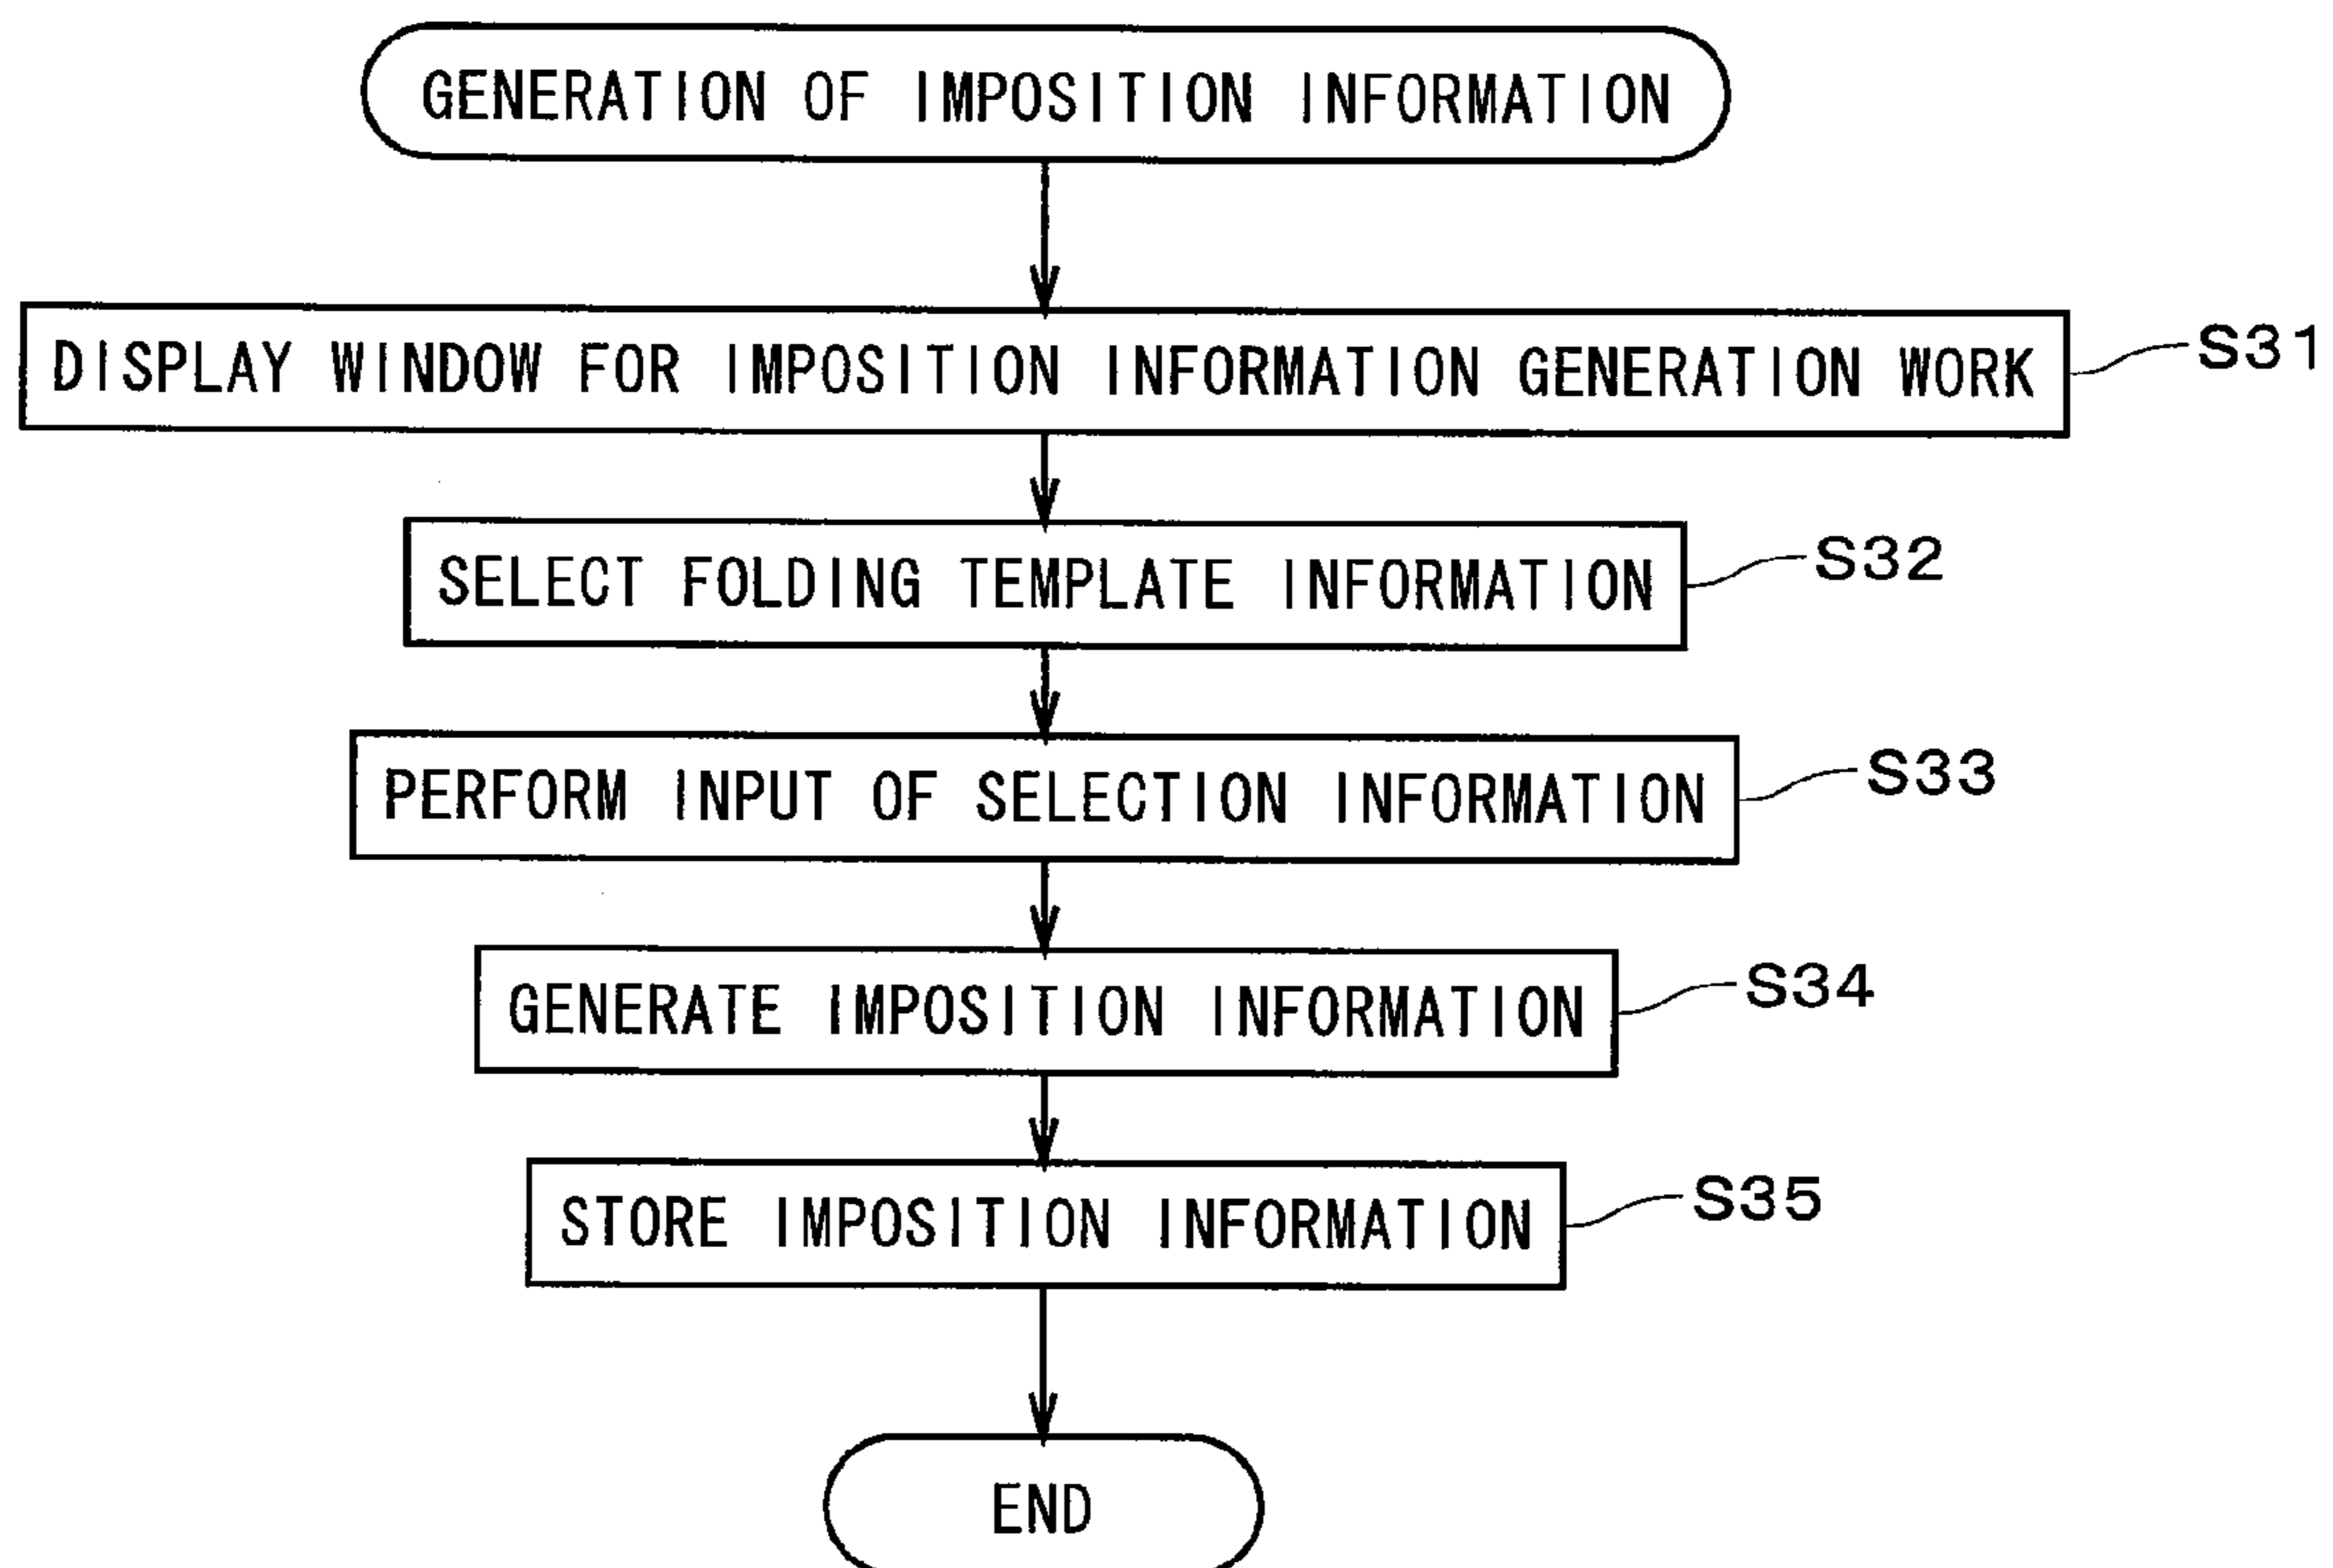 GENERATION OF IMPOSITION INFORMATION
DISPLAY WINDOW FOR IMPOSITION INFORMATION GENERATION WORK
S31
SELECT FOLDING TEMPLATE INFORMATION
S32
PERFORM INPUT OF SELECTION INFORMATION
S33
GENERATE IMPOSITION INFORMATION
S34
STORE IMPOSITION INFORMATION
S35
END